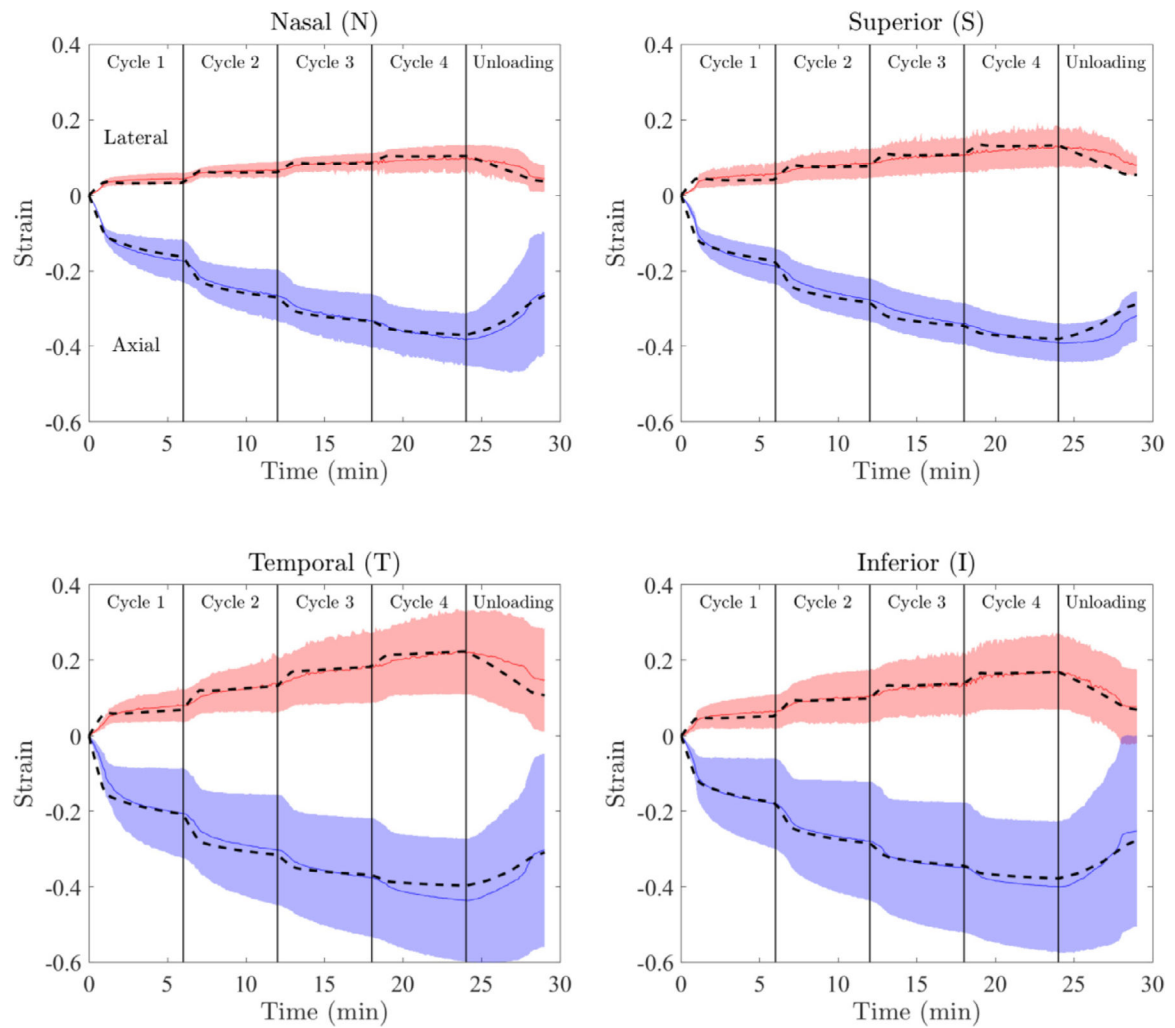 Nasal (N)
0.4
Cycle 1 Cycle 2 Cycle 3 Cycle 4 Unloading
0.2
Lateral
0
Strain
-0.2
Axial
-0.4
-0.6
0 5 10 15 20 25 30
Time (min)
Superior (S)
0.4
Cycle 1 Cycle 2 Cycle 3 Cycle 4 Unloading
0.2
0
Strain
-0.2
-0.4
-0.6
0 5 10 15 20 25 30
Time (min)
Temporal (T)
0.4
Cycle 1 Cycle 2 Cycle 3 Cycle 4 Unloading
0.2
0
Strain
-0.2
-0.4
-0.6
0 5 10 15 20 25 30
Time (min)
Inferior (I)
0.4
Cycle 1 Cycle 2 Cycle 3 Cycle 4 Unloading
0.2
0
Strain
-0.2
-0.4
-0.6
0 5 10 15 20 25 30
Time (min)